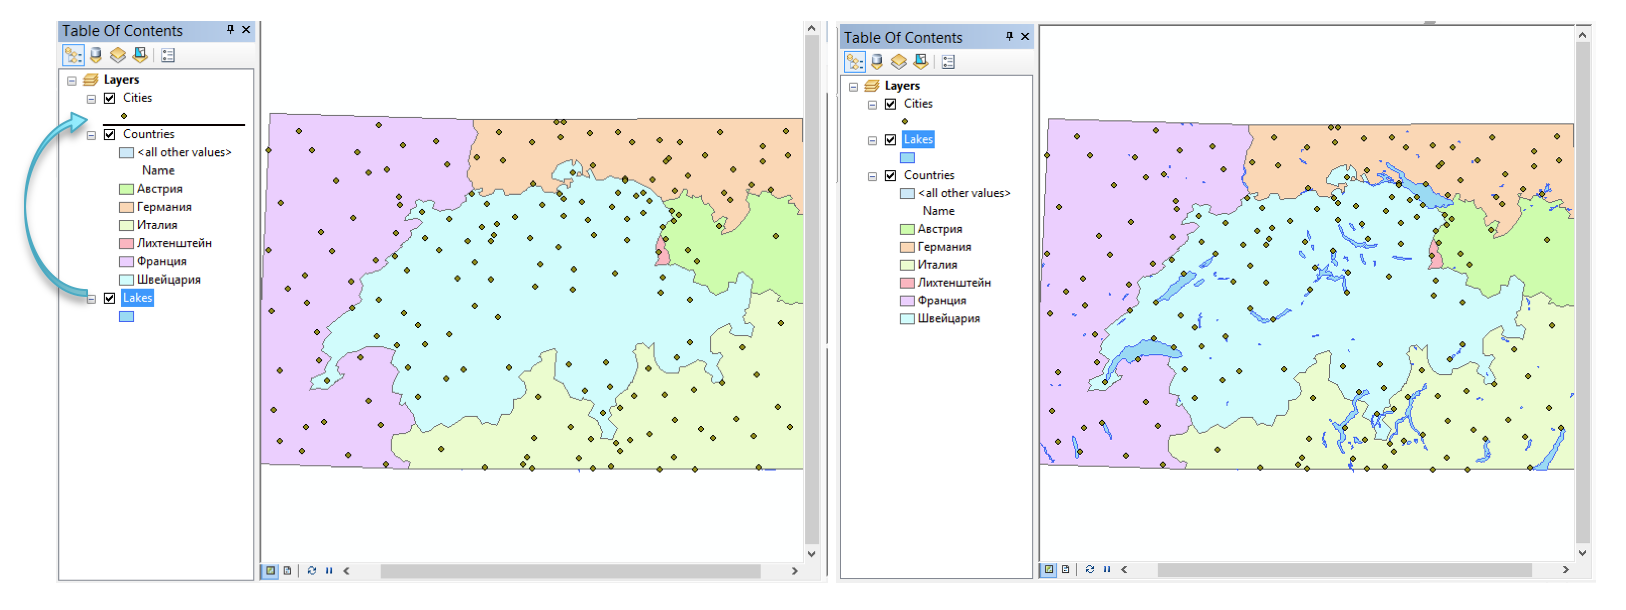 Table Of Contents
Layers
Cities
Countries
<all other values>
Name
Австрия
Германия
Италия
Лихтенштейн
Франция
Швейцария
Lakes
Table Of Contents
Layers
Cities
Lakes
Countries
<all other values>
Name
Австрия
Германия
Италия
Лихтенштейн
Франция
Швейцария